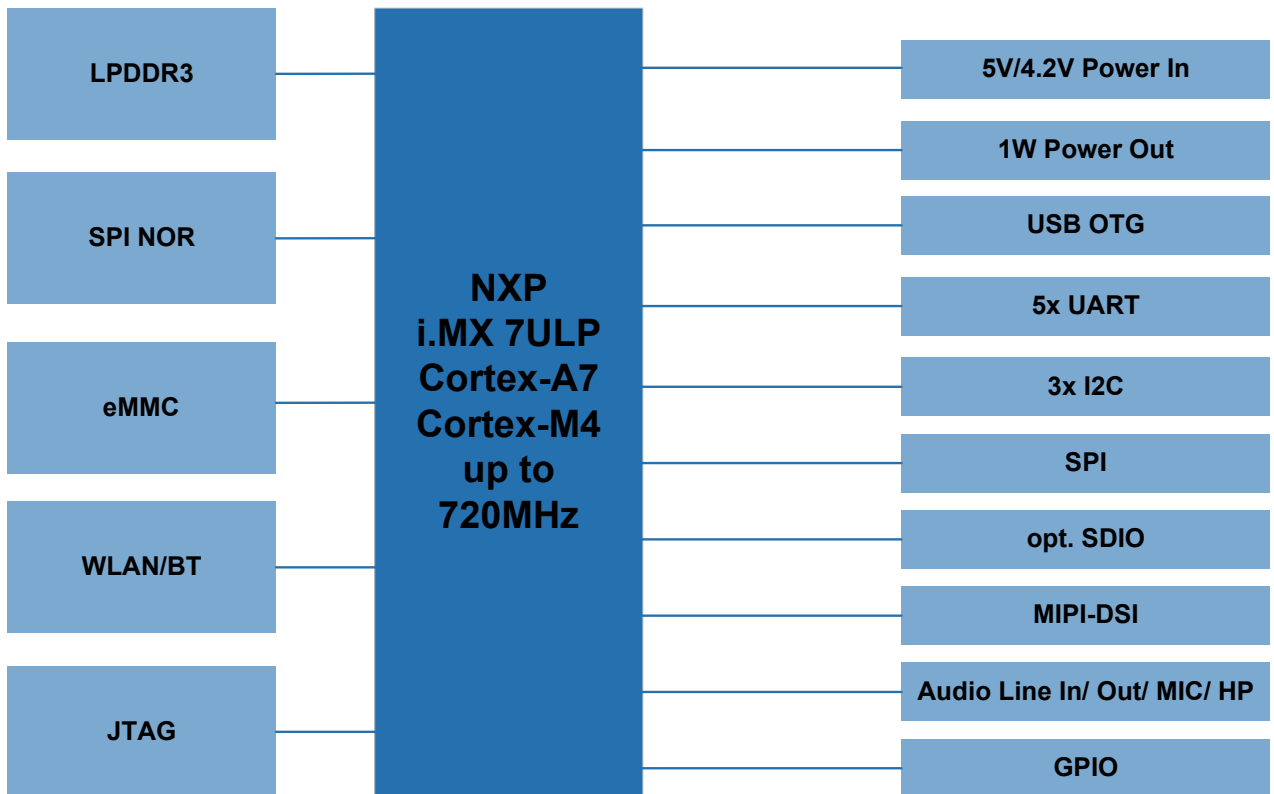 LPDDR3
SPI NOR
eMMC
WLAN/BT
JTAG
NXP
i.MX 7ULP
Cortex-A7
Cortex-M4
up to
720MHz
5V/4.2V Power In
1W Power Out
USB OTG
5x UART
3x I2C
SPI
opt. SDIO
MIPI-DSI
Audio Line In/ Out/ MIC/ HP
GPIO